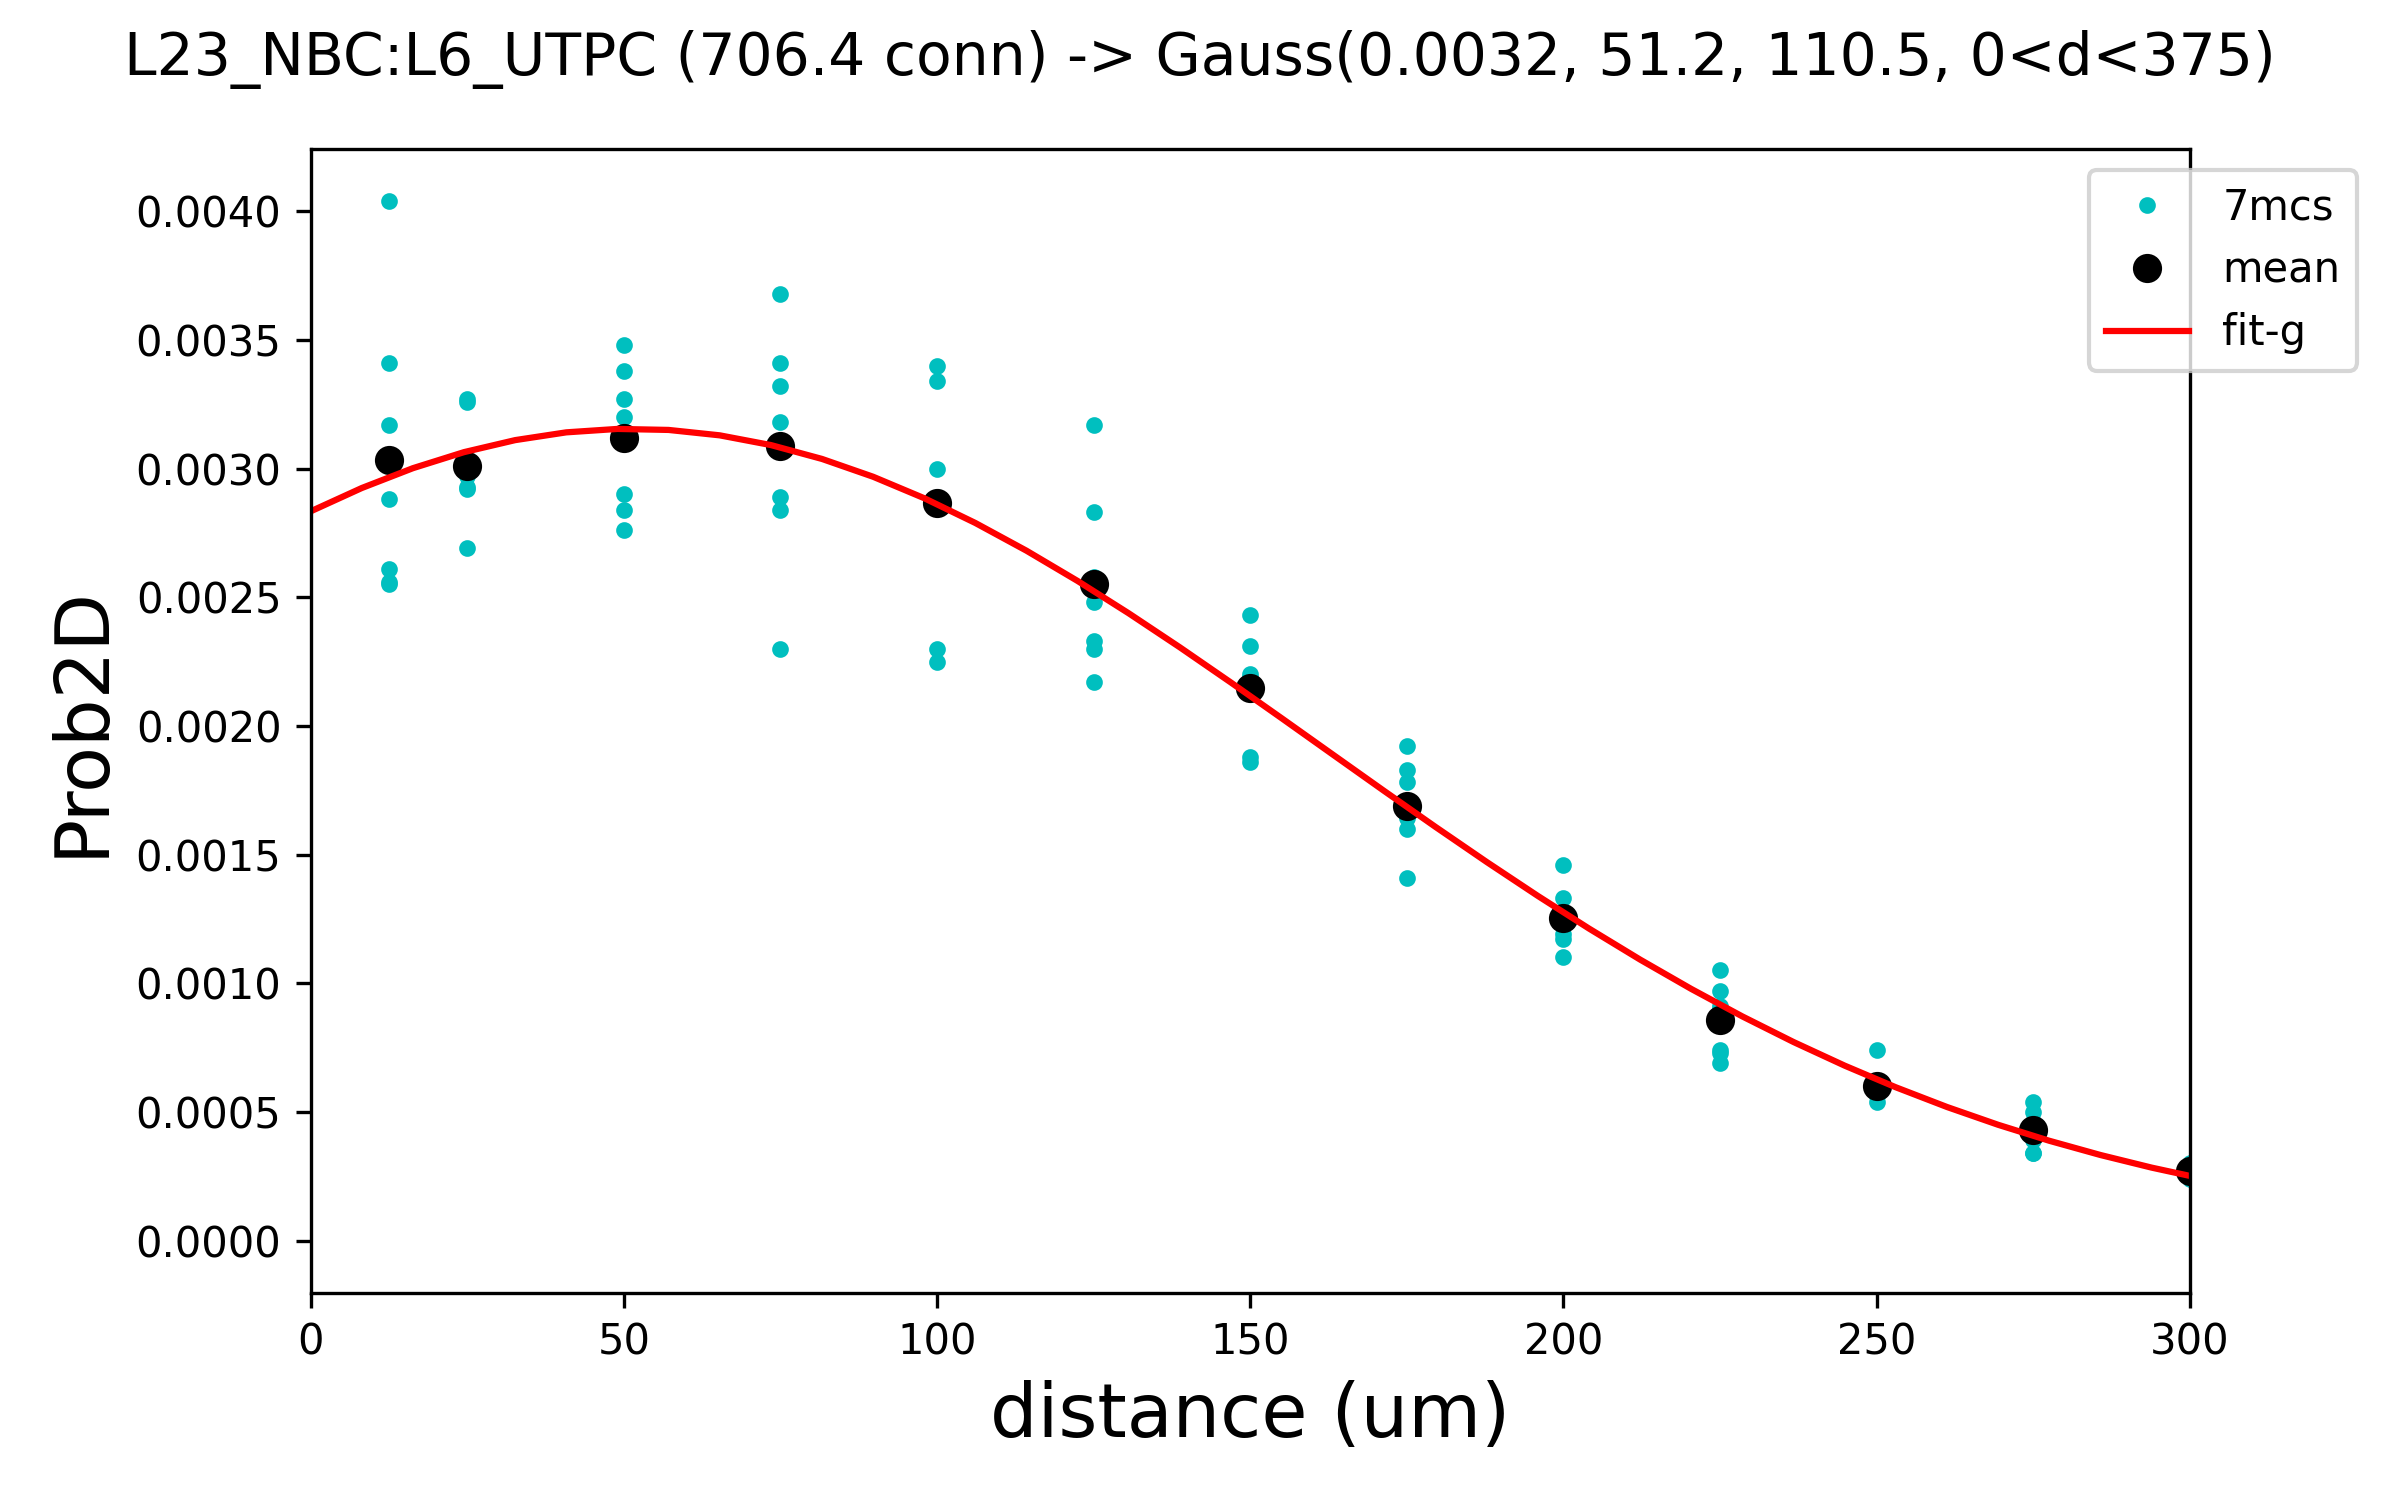 L23_NBC:L6_UTPC (706.4 conn) -> Gauss(0.0032, 51.2, 110.5, 0<d<375)
7mcs
mean
fit-g
Prob2D
0.0040
0.0035
0.0030
0.0025
0.0020
0.0015
0.0010
0.0005
0.0000
0 50 100 150 200 250 300
distance (um)